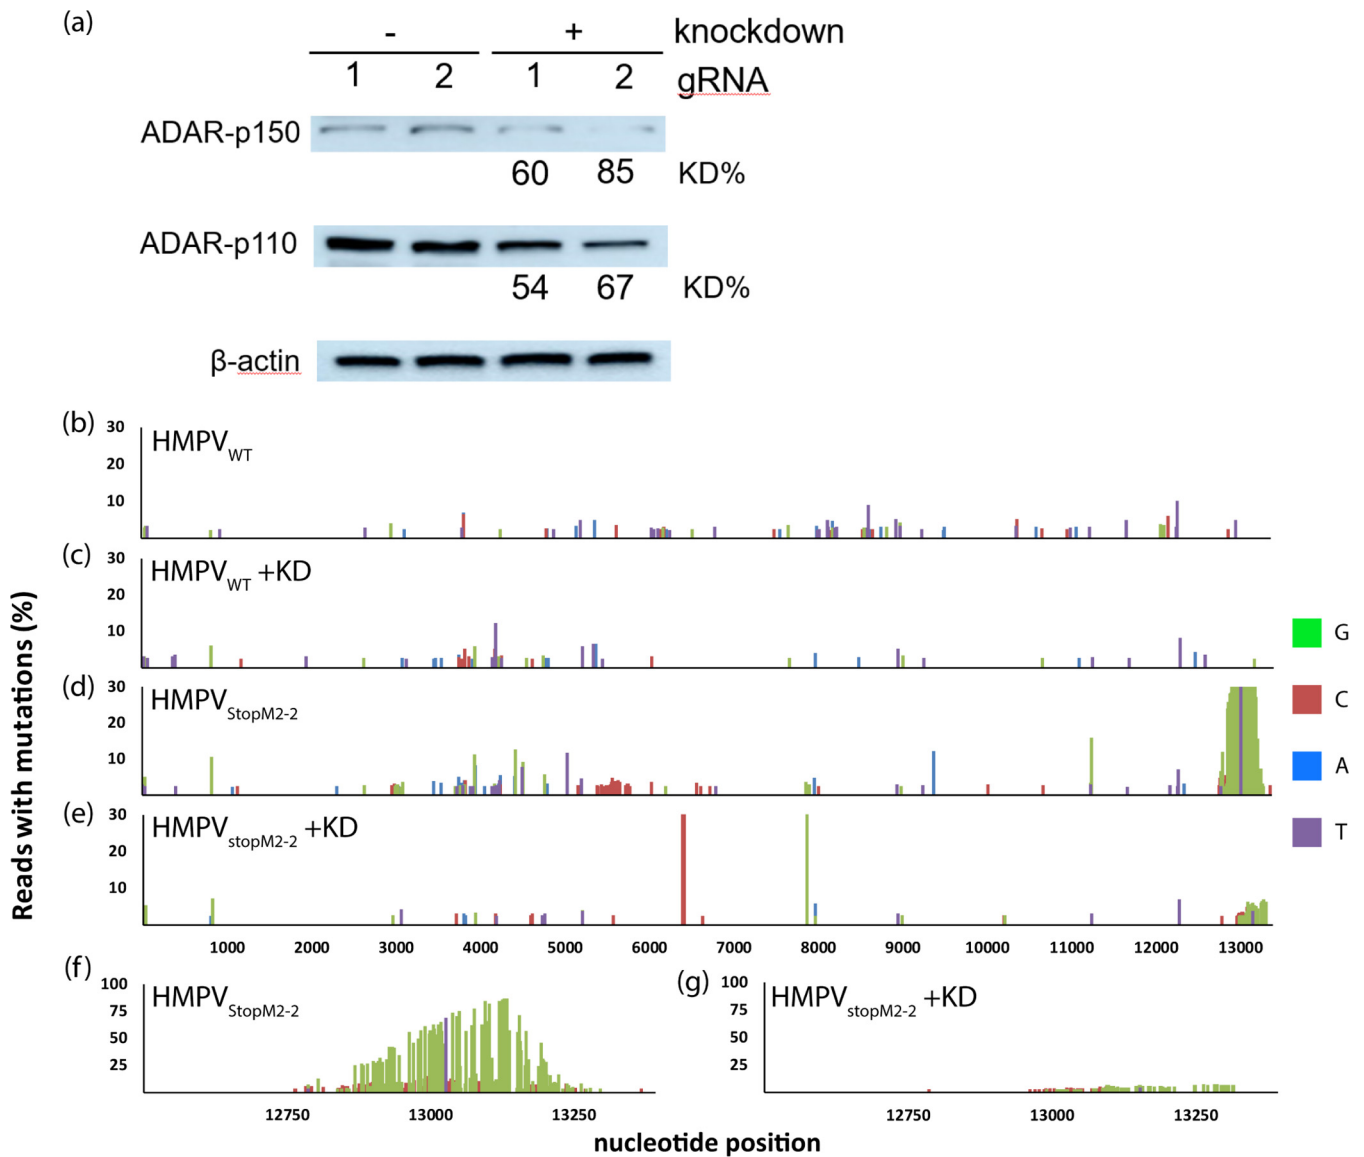 (a)
- + knockdown
1 2 1 2 gRNA
ADAR-p150
60 85 KD%
ADAR-p110
54 67 KD%
β-actin
Reads with mutations (%)
(b) 30 HMPVWT
20
10
(c) 30 HMPVWT +KD
20
10
(d) 30 HMPVStopM2-2
20
10
(e) 30 HMPVstopM2-2 +KD
20
10
G
C
A
T
1000 2000 3000 4000 5000 6000 7000 8000 9000 10000 11000 12000 13000
(f) 100 HMPVStopM2-2
75
50
25
12750 13000 13250
(g) 100 HMPVstopM2-2 +KD
75
50
25
12750 13000 13250
nucleotide position